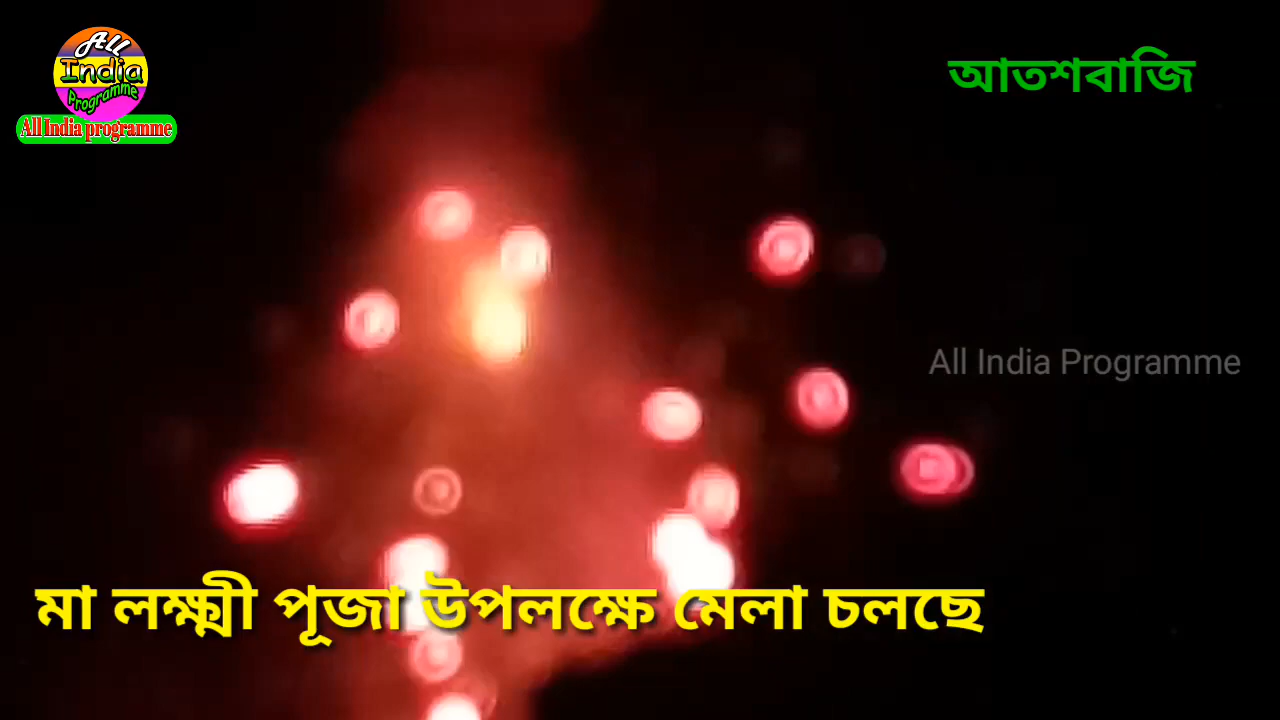 All
India
Programme
All India programme
আতশবাজি
All India Programme
মা লক্ষ্মী পূজা উপলক্ষে মেলা চলছে